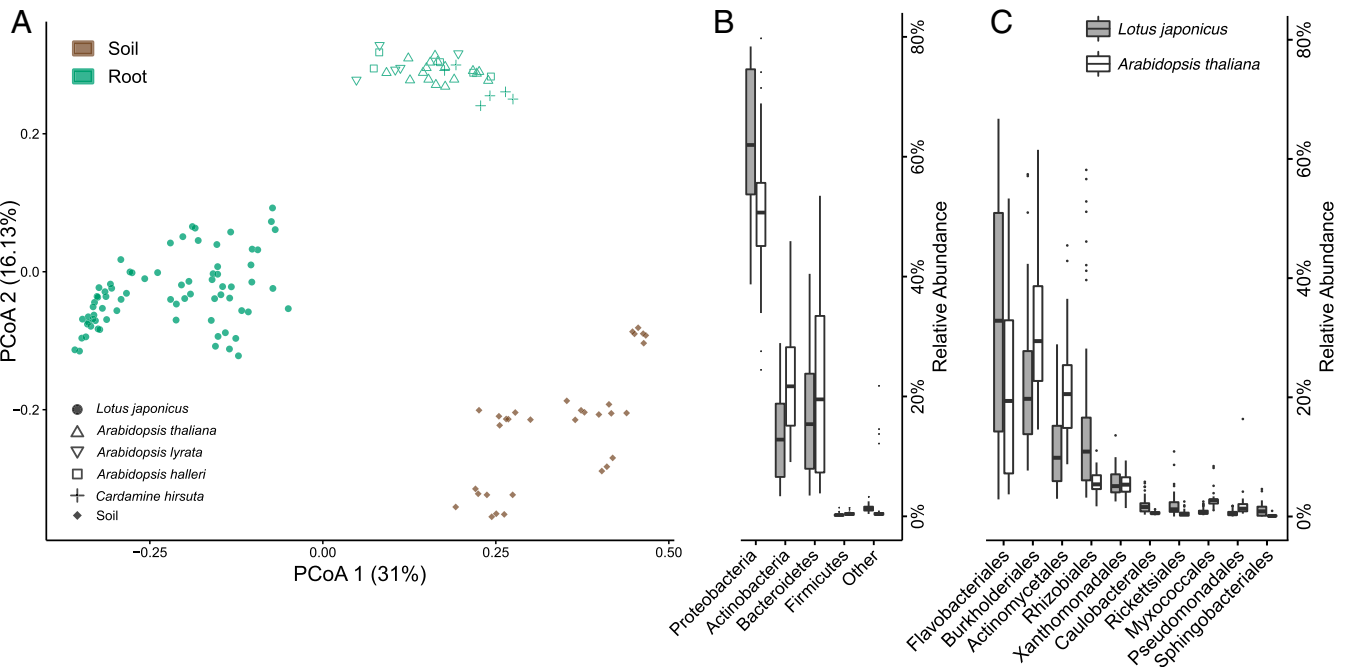 A
Soil
Root
0.2
0.0
−0.2
PCoA 2 (16.13%)
Lotus japonicus
Arabidopsis thaliana
Arabidopsis lyrata
Arabidopsis halleri
Cardamine hirsuta
Soil
−0.25
0.00
0.25
0.50
PCoA 1 (31%)
B
80%
60%
40%
20%
0%
Relative Abundance
Proteobacteria
Actinobacteria
Bacteroidetes
Firmicutes
Other
C
Lotus japonicus
Arabidopsis thaliana
80%
60%
40%
20%
0%
Relative Abundance
Flavobacteriales
Burkholderiales
Actinomycetales
Rhizobiales
Xanthomonadales
Caulobacterales
Rickettsiales
Myxococcales
Pseudomonadales
Sphingobacteriales